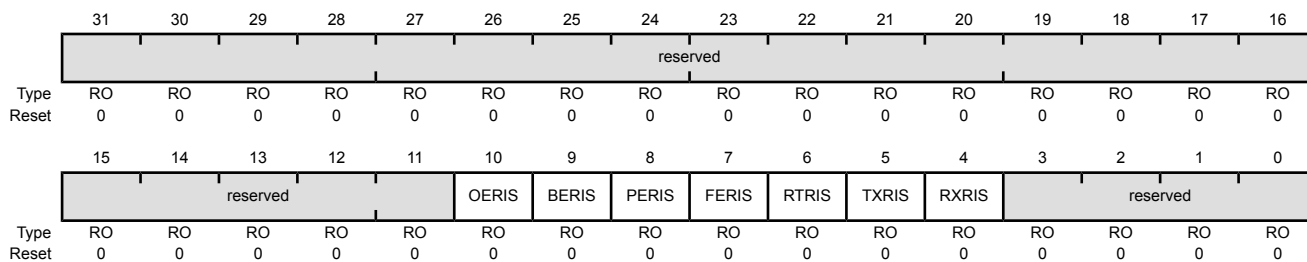 31 30 29 28 27 26 25 24 23 22 21 20 19 18 17 16
reserved
Type RO RO RO RO RO RO RO RO RO RO RO RO RO RO RO RO
Reset 0 0 0 0 0 0 0 0 0 0 0 0 0 0 0 0
15 14 13 12 11 10 9 8 7 6 5 4 3 2 1 0
reserved OERIS BERIS PERIS FERIS RTRIS TXRIS RXRIS reserved
Type RO RO RO RO RO RO RO RO RO RO RO RO RO RO RO RO
Reset 0 0 0 0 0 0 0 0 0 0 0 0 0 0 0 0